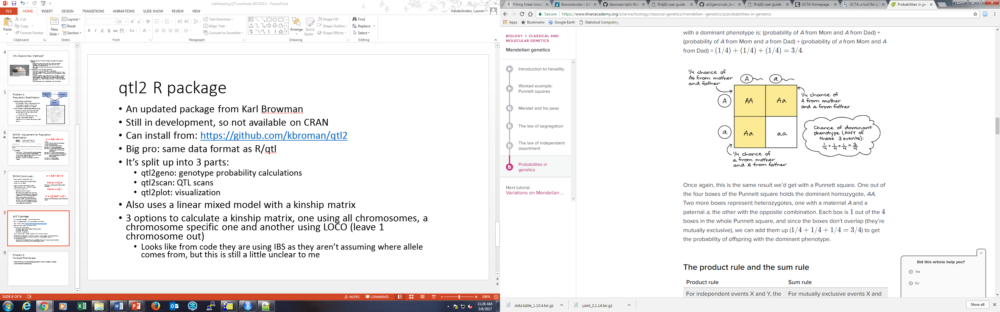 LabMeeting.QTLmethods.20170313 - PowerPoint
FILE HOME INSERT DESIGN TRANSITIONS ANIMATIONS SLIDE SHOW REVIEW VIEW
Vanderlinden, Lauren
Paste
Cut
Copy
Format Painter
Clipboard
New Slide
Layout
Reset
Section
Slides
22
Font
Text Direction
Align Text
Convert to SmartArt
Paragraph
Arrange
Quick Styles
Shape Fill
Shape Outline
Shape Effects
Drawing
Find
Replace
Select
Editing
4
Why Explore New Methods?
5
Problem 1:
Population Stratification
6
EMMA: Adjustment for Population
Stratification
GENETICS
7
EMMA Continued...
8
qtl2 R package
9
Problem 2:
Multiple Phenotypes
qtl2 R package
• An updated package from Karl Browman
• Still in development, so not available on CRAN
• Can install from: https://github.com/kbroman/qtl2
• Big pro: same data format as R/qtl
• It’s split up into 3 parts:
• qtl2geno: genotype probability calculations
• qtl2scan: QTL scans
• qtl2plot: visualization
• Also uses a linear mixed model with a kinship matrix
• 3 options to calculate a kinship matrix, one using all chromosomes, a
chromosome specific one and another using LOCO (leave 1
chromosome out)
• Looks like from code they are using IBS as they aren’t assuming where allele
comes from, but this is still a little unclear to me
SLIDE 8 OF 9
NOTES
COMMENTS
106%
11:26 AM
3/8/2017
Fitting linear mixed
Bioconductor - 3.4
kbroman/qtl2: We
R/qtl2 user guide
qtl2geno/calc_kins
R/qtl2 user guide
GCTA Homepage
GCTA: a tool for ge
Probabilities in ger
Lauren
Secure https://www.khanacademy.org/science/biology/classical-genetics/mendelian--genetics/a/probabilities-in-genetics
Apps Bookmarks Google Earth Statistical Computing
BIOLOGY > CLASSICAL AND
MOLECULAR GENETICS
Mendelian genetics
Introduction to heredity
Worked example:
Punnett squares
Mendel and his peas
The law of segregation
The law of independent
assortment
Probabilities in
genetics
Next tutorial
Variations on Mendelian ...
with a dominant phenotype is: (probability of A from Mom and A from Dad) +
(probability of A from Mom and a from Dad) + (probability of a from Mom and A
from Dad) = (1/4) + (1/4) + (1/4) = 3/4.
1/4 chance of
As from mother
and father
A a
A AA Aa
a Aa aa
1/4 chance of
A from mother
and a from father
Chance of dominant
phenotype (ANY of
these 3 events):
1/4 + 1/4 + 1/4 = 3/4
1/4 chance of
a from mother
and A from father
Once again, this is the same result we’d get with a Punnett square. One out of
the four boxes of the Punnett square holds the dominant homozygote, AA.
Two more boxes represent heterozygotes, one with a maternal A and a
paternal a, the other with the opposite combination. Each box is 1 out of the 4
boxes in the whole Punnett square, and since the boxes don't overlap (they’re
mutually exclusive), we can add them up (1/4 + 1/4 + 1/4 = 3/4) to get
the probability of offspring with the dominant phenotype.
The product rule and the sum rule
Product rule Sum rule
For independent events X and Y, the For mutually exclusive events X and
Did this article help you?
Yes
No
data.table_1.10.4.tar.gz
yaml_2.1.14.tar.gz
Show all